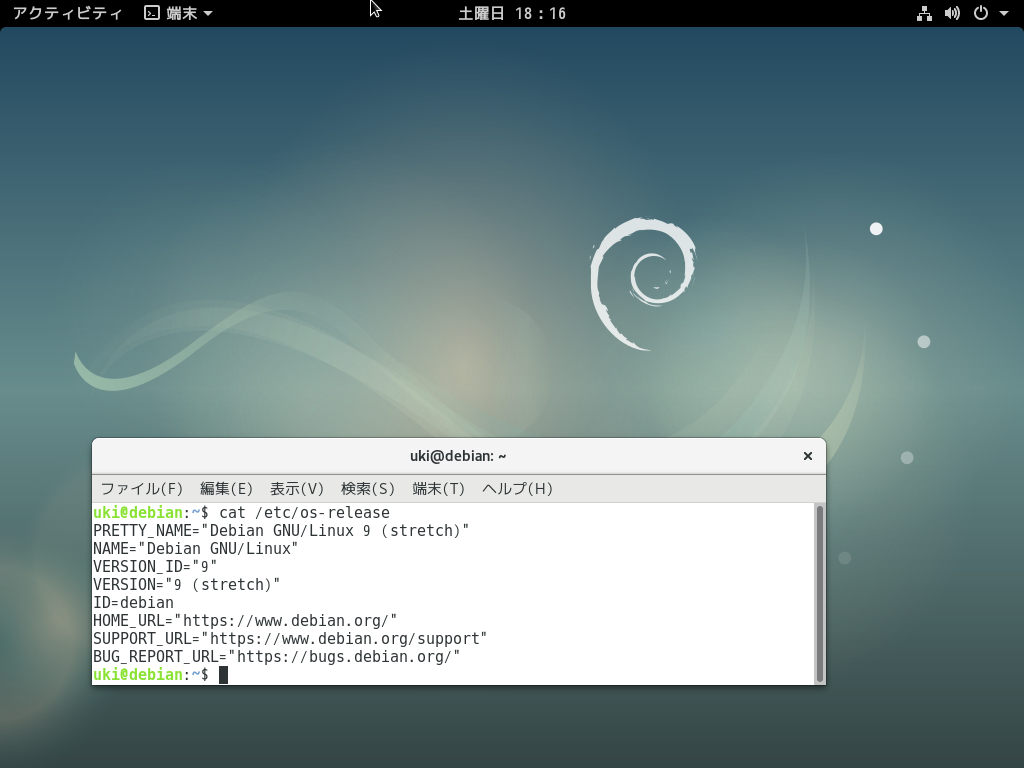 アクティビティ 端末 土曜日 18:16
uki@debian: ~
ファイル(F) 編集(E) 表示(V) 検索(S) 端末(T) ヘルプ(H)
uki@debian:~$ cat /etc/os-release
PRETTY_NAME="Debian GNU/Linux 9 (stretch)"
NAME="Debian GNU/Linux"
VERSION_ID="9"
VERSION="9 (stretch)"
ID=debian
HOME_URL="https://www.debian.org/"
SUPPORT_URL="https://www.debian.org/support"
BUG_REPORT_URL="https://bugs.debian.org/"
uki@debian:~$